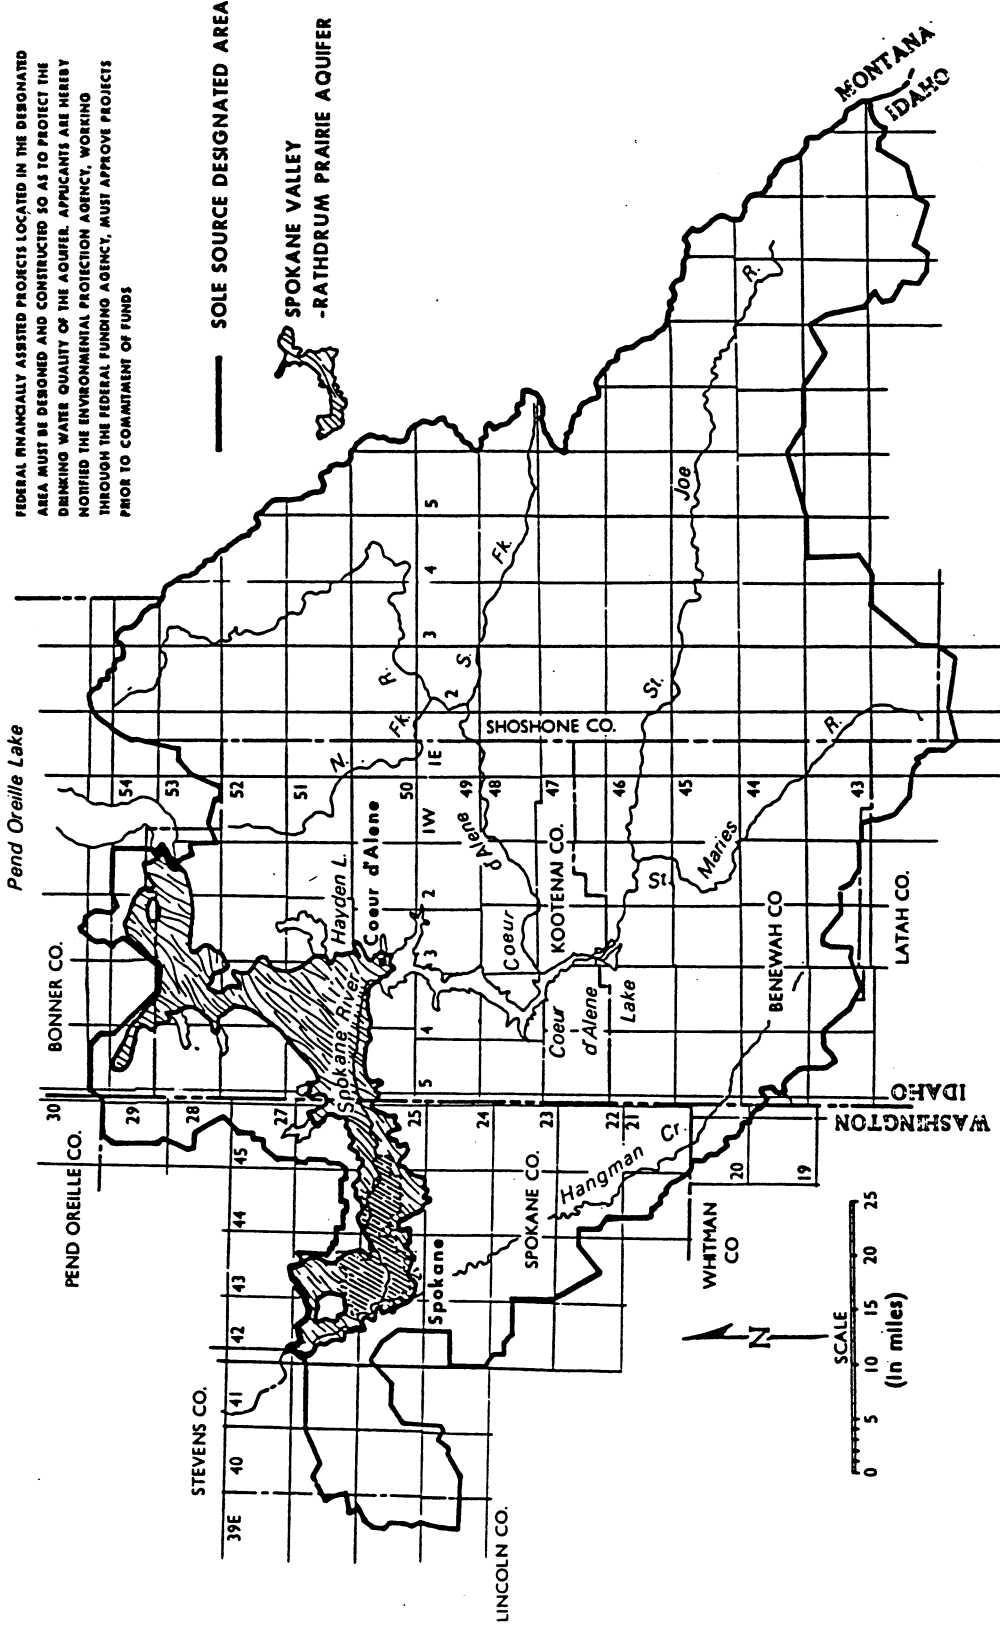 FEDERAL FINANCIALLY ASSISTED PROJECTS LOCATED IN THE DESIGNATED
AREA MUST BE DESIGNED AND CONSTRUCTED SO AS TO PROTECT THE
DRINKING WATER QUALITY OF THE AQUIFER. APPLICANTS ARE HEREBY
NOTIFIED THE ENVIRONMENTAL PROTECTION AGENCY, WORKING
THROUGH THE FEDERAL FUNDING AGENCY, MUST APPROVE PROJECTS
PRIOR TO COMMITMENT OF FUNDS
SOLE SOURCE DESIGNATED AREA
SPOKANE VALLEY
-RATHDRUM PRAIRIE AQUIFER
Pend Oreille Lake
BONNER CO.
PEND OREILLE CO.
STEVENS CO.
LINCOLN CO.
39E
40
41
42
43
44
45
30
29
28
27
25
24
23
22
21
20
19
54
53
52
51
50
49
48
47
46
45
44
43
5
4
3
2
1W
1E
2
3
4
5
Hayden L.
Coeur d'Alene
Spokane River
Spokane
N.
Fk.
R.
S.
Fk.
SHOSHONE CO.
Coeur
d'Alene
KOOTENAI CO.
Coeur
d'Alene
Lake
St.
Joe
R.
St.
Maries
R.
BENEWAH CO
LATAH CO.
SPOKANE CO.
Hangman
Cr.
WHITMAN
CO
MONTANA
IDAHO
IDAHO
WASHINGTON
N
SCALE
0 5 10 15 20 25
(In miles)